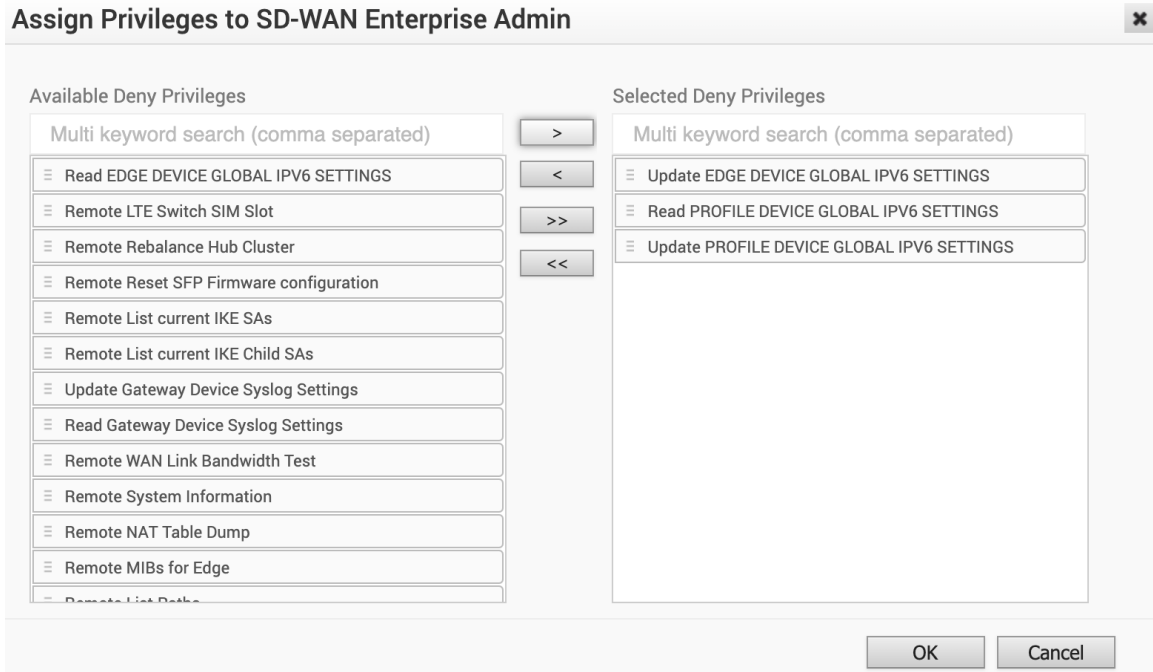 Assign Privileges to SD-WAN Enterprise Admin
Available Deny Privileges
Multi keyword search (comma separated)
Read EDGE DEVICE GLOBAL IPV6 SETTINGS
Remote LTE Switch SIM Slot
Remote Rebalance Hub Cluster
Remote Reset SFP Firmware configuration
Remote List current IKE SAs
Remote List current IKE Child SAs
Update Gateway Device Syslog Settings
Read Gateway Device Syslog Settings
Remote WAN Link Bandwidth Test
Remote System Information
Remote NAT Table Dump
Remote MIBs for Edge
Remote List Paths
>
<
>>
<<
Selected Deny Privileges
Multi keyword search (comma separated)
Update EDGE DEVICE GLOBAL IPV6 SETTINGS
Read PROFILE DEVICE GLOBAL IPV6 SETTINGS
Update PROFILE DEVICE GLOBAL IPV6 SETTINGS
OK
Cancel